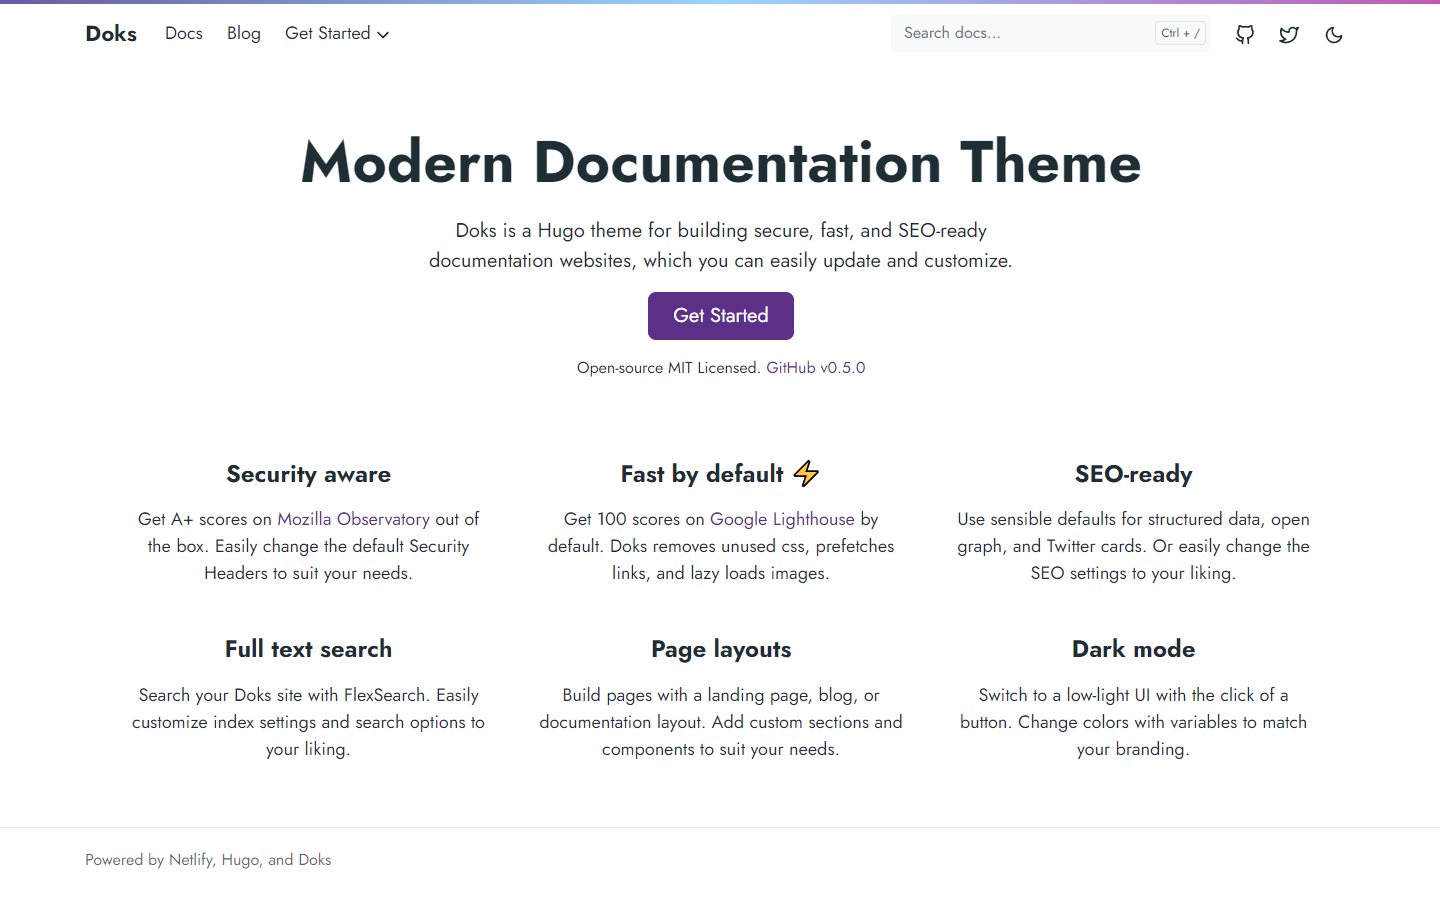 Doks Docs Blog Get Started Search docs... Ctrl + /
Modern Documentation Theme
Doks is a Hugo theme for building secure, fast, and SEO-ready
documentation websites, which you can easily update and customize.
Get Started
Open-source MIT Licensed. GitHub v0.5.0
Security aware
Get A+ scores on Mozilla Observatory out of
the box. Easily change the default Security
Headers to suit your needs.
Fast by default ⚡
Get 100 scores on Google Lighthouse by
default. Doks removes unused css, prefetches
links, and lazy loads images.
SEO-ready
Use sensible defaults for structured data, open
graph, and Twitter cards. Or easily change the
SEO settings to your liking.
Full text search
Search your Doks site with FlexSearch. Easily
customize index settings and search options to
your liking.
Page layouts
Build pages with a landing page, blog, or
documentation layout. Add custom sections and
components to suit your needs.
Dark mode
Switch to a low-light UI with the click of a
button. Change colors with variables to match
your branding.
Powered by Netlify, Hugo, and Doks